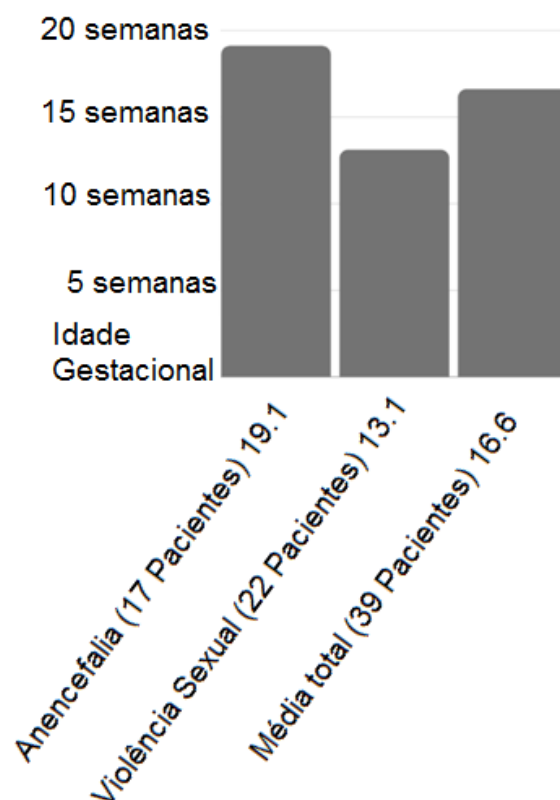 20 semanas
15 semanas
10 semanas
5 semanas
Idade
Gestacional
Anencefalia (17 Pacientes) 19.1
Violência Sexual (22 Pacientes) 13.1
Média total (39 Pacientes) 16.6